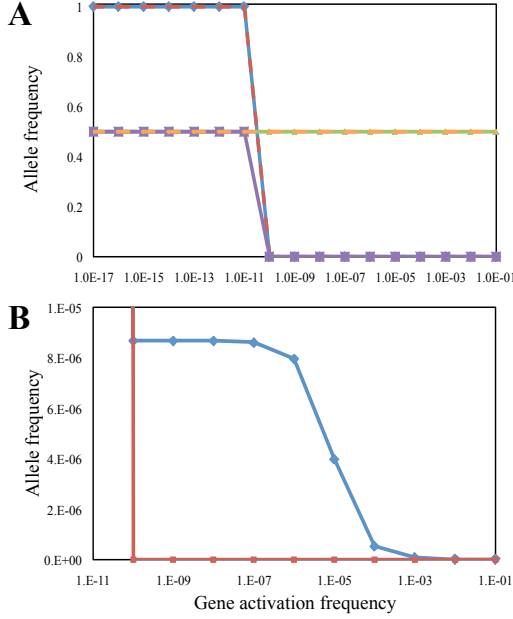 A
Allele frequency
1
0.8
0.6
0.4
0.2
0
1.0E-17 1.0E-15 1.0E-13 1.0E-11 1.0E-09 1.0E-07 1.0E-05 1.0E-03 1.0E-01
B
Allele frequency
1.E-05
8.E-06
6.E-06
4.E-06
2.E-06
0.E+00
1.E-11 1.E-09 1.E-07 1.E-05 1.E-03 1.E-01
Gene activation frequency